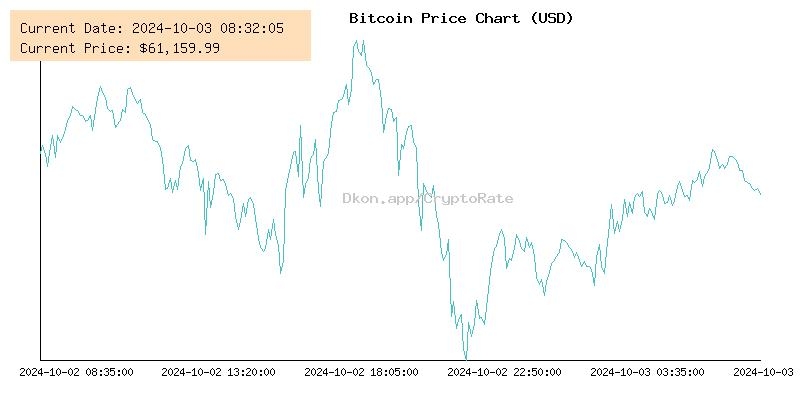 Bitcoin Price Chart (USD)
Current Date: 2024-10-03 08:32:05
Current Price: $61,159.99
Dkon.app/CryptoRate
2024-10-02 08:35:00
2024-10-02 13:20:00
2024-10-02 18:05:00
2024-10-02 22:50:00
2024-10-03 03:35:00
2024-10-03